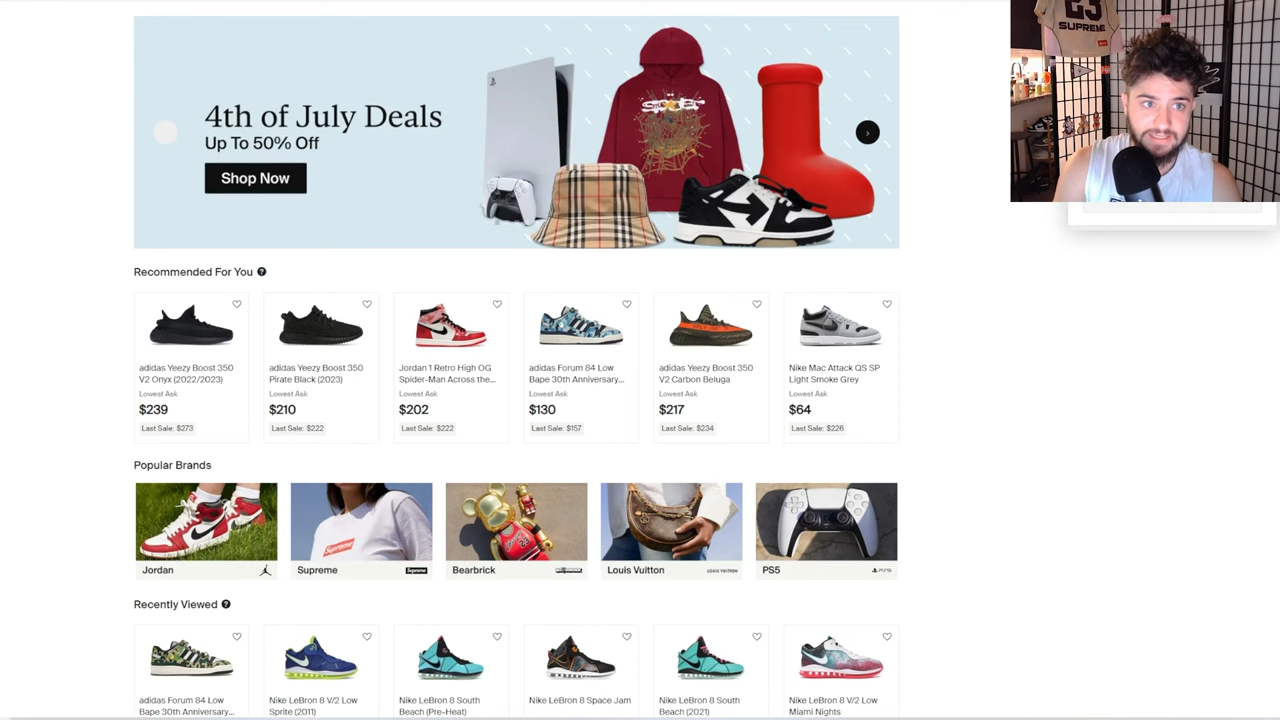 4th of July Deals
Up To 50% Off
Shop Now
23
SUPREME
Recommended For You ?
adidas Yeezy Boost 350
V2 Onyx (2022/2023)
Lowest Ask
$239
Last Sale: $273
adidas Yeezy Boost 350
Pirate Black (2023)
Lowest Ask
$210
Last Sale: $222
Jordan 1 Retro High OG
Spider-Man Across the...
Lowest Ask
$202
Last Sale: $222
adidas Forum 84 Low
Bape 30th Anniversary...
Lowest Ask
$130
Last Sale: $157
adidas Yeezy Boost 350
V2 Carbon Beluga
Lowest Ask
$217
Last Sale: $234
Nike Mac Attack QS SP
Light Smoke Grey
Lowest Ask
$64
Last Sale: $226
Popular Brands
Supreme
Jordan
Supreme
Supreme
Bearbrick
Louis Vuitton
LOUIS VUITTON
PS5
PS5
Recently Viewed ?
adidas Forum 84 Low
Bape 30th Anniversary...
Nike LeBron 8 V/2 Low
Sprite (2011)
Nike LeBron 8 South
Beach (Pre-Heat)
Nike LeBron 8 Space Jam
Nike LeBron 8 South
Beach (2021)
Nike LeBron 8 V/2 Low
Miami Nights